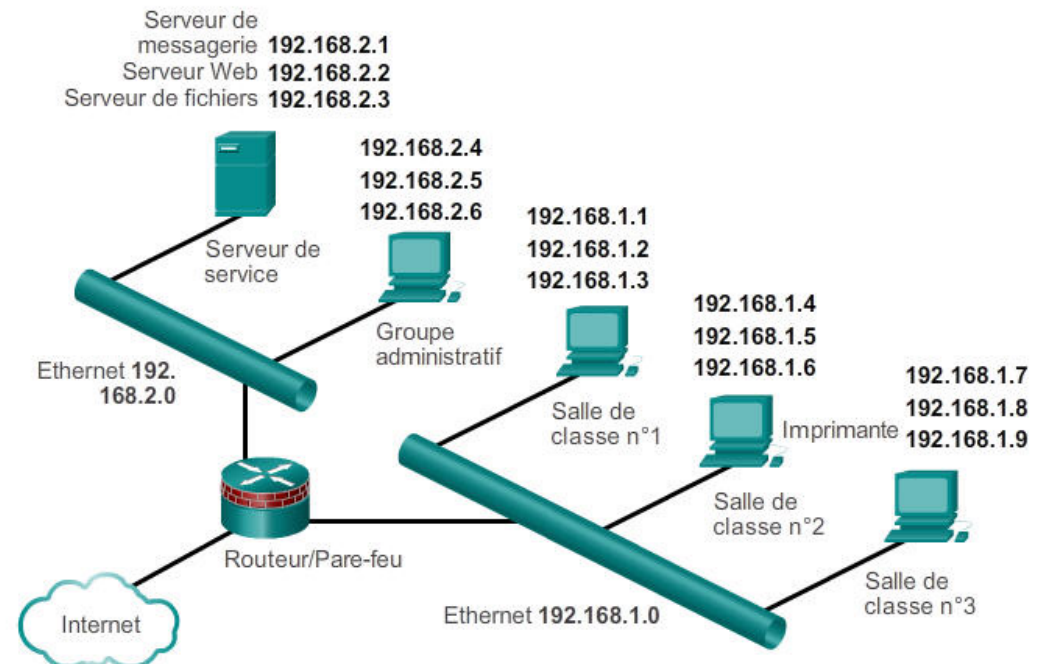 Serveur de
messagerie 192.168.2.1
Serveur Web 192.168.2.2
Serveur de fichiers 192.168.2.3
192.168.2.4
192.168.2.5
192.168.2.6
Serveur de
service
192.168.1.1
192.168.1.2
192.168.1.3
Groupe
administratif
192.168.1.4
192.168.1.5
192.168.1.6
Ethernet 192.
168.2.0
Salle de
classe n°1
192.168.1.7
192.168.1.8
Imprimante 192.168.1.9
Salle de
classe n°2
Routeur/Pare-feu
Salle de
classe n°3
Ethernet 192.168.1.0
Internet